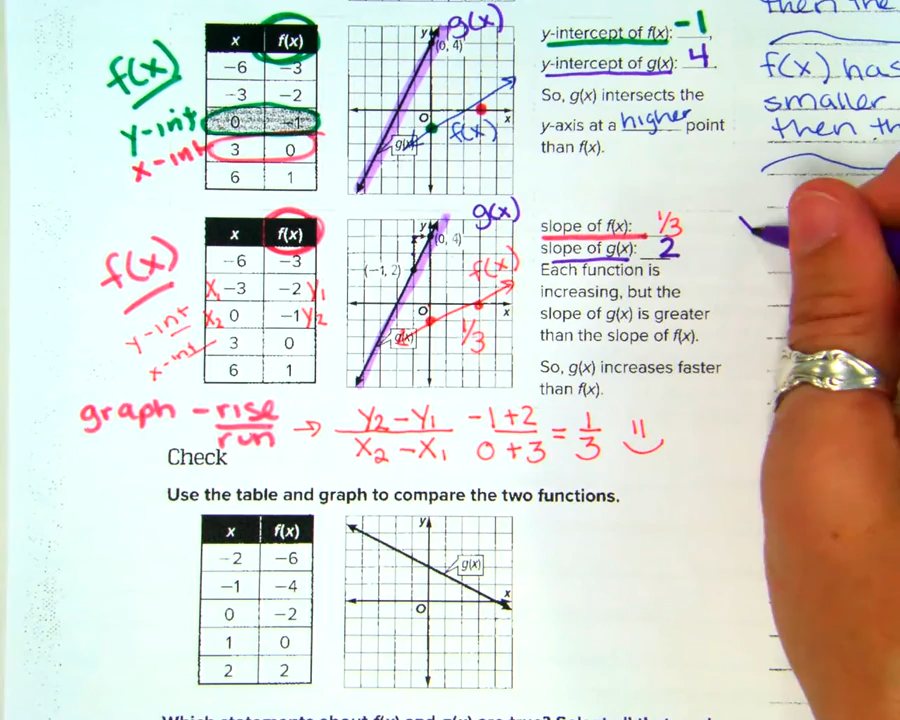 then the
g(x)
x f(x)
-6 -3
-3 -2
0 -1
3 0
6 1
f(x)
y-int
x-int
y
(0, 4)
O
x
f(x)
g(x)
y-intercept of f(x): -1
y-intercept of g(x): 4
So, g(x) intersects the
y-axis at a higher point
than f(x).
f(x) has
smaller
then th
x f(x)
-6 -3
X₁ -3 -2 Y₁
X₂ 0 -1 Y₂
3 0
6 1
f(x)
y-int
x-int
g(x)
y
(0, 4)
(-1, 2)
f(x)
O
x
g(x)
1/3
slope of f(x): 1/3
slope of g(x): 2
Each function is
increasing, but the
slope of g(x) is greater
than the slope of f(x).
So, g(x) increases faster
than f(x).
graph - rise
run
→ Y₂ - Y₁ -1 + 2 = 1
X₂ - X₁ 0 + 3 3
Check
Use the table and graph to compare the two functions.
x f(x)
-2 -6
-1 -4
0 -2
1 0
2 2
y
g(x)
x
O